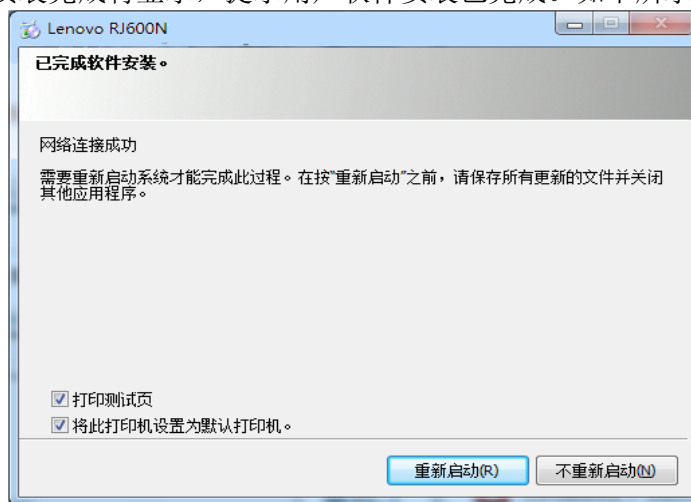 Lenovo RJ600N
已完成软件安装。
网络连接成功
需要重新启动系统才能完成此过程。在按"重新启动"之前，请保存所有更新的文件并关闭
其他应用程序。
打印测试页
将此打印机设置为默认打印机。
重新启动(R)
不重新启动(N)